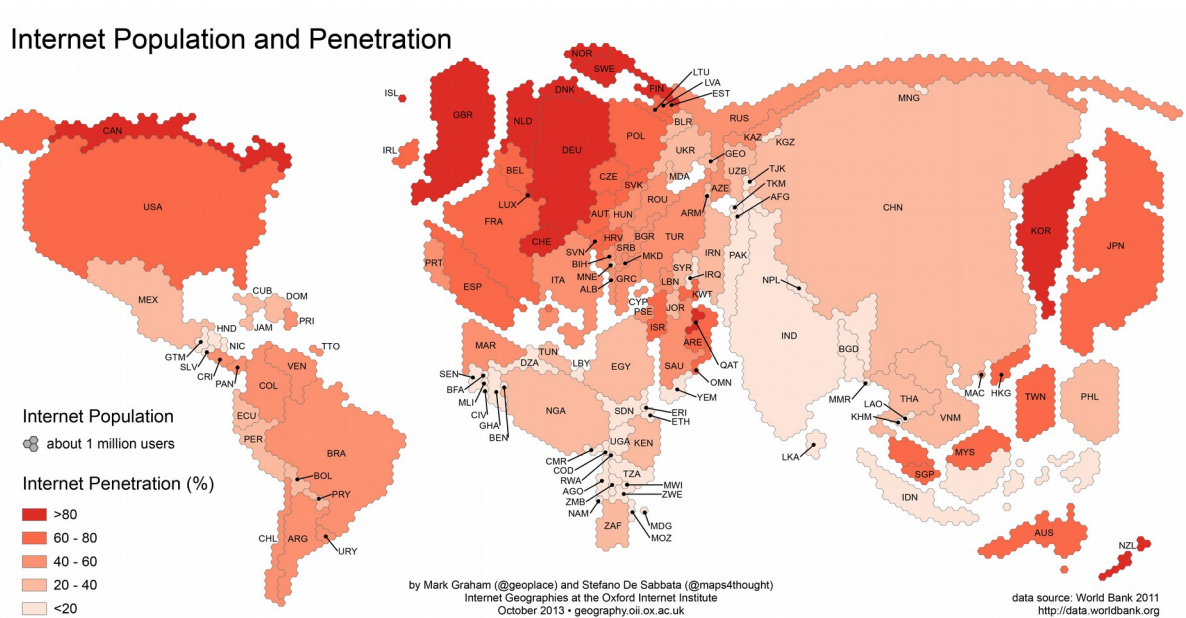 Internet Population and Penetration
NOR
SWE
FIN
LTU
LVA
EST
ISL
CAN
GBR
DNK
NLD
DEU
POL
BLR
RUS
MNG
IRL
BEL
CZE
SVK
UKR
MDA
GEO
KAZ
KGZ
UZB
TJK
USA
LUX
FRA
AUT
HUN
ROU
ARM
AZE
TKM
AFG
CHN
KOR
JPN
CHE
SVN
HRV
SRB
BGR
TUR
BIH
MKD
IRN
PAK
PRT
ESP
ITA
MNE
ALB
GRC
SYR
LBN
IRQ
NPL
MEX
CUB
DOM
CYP
PSE
KWT
JOR
JAM
PRI
HND
NIC
GTM
SLV
CRI
PAN
TTO
ISR
ARE
IND
BGD
MAR
TUN
DZA
LBY
EGY
SAU
QAT
OMN
YEM
SEN
BFA
MLI
CIV
GHA
BEN
NGA
SDN
ERI
ETH
VEN
COL
ECU
PER
BRA
BOL
PRY
CHL
ARG
URY
MMR
LAO
KHM
THA
VNM
MAC
HKG
TWN
PHL
LKA
UGA
KEN
CMR
COD
RWA
AGO
ZMB
NAM
TZA
MWI
ZWE
ZAF
MDG
MOZ
MYS
SGP
IDN
AUS
NZL
Internet Population
about 1 million users
Internet Penetration (%)
>80
60 - 80
40 - 60
20 - 40
<20
by Mark Graham (@geoplace) and Stefano De Sabbata (@maps4thought)
Internet Geographies at the Oxford Internet Institute
October 2013 • geography.oii.ox.ac.uk
data source: World Bank 2011
http://data.worldbank.org